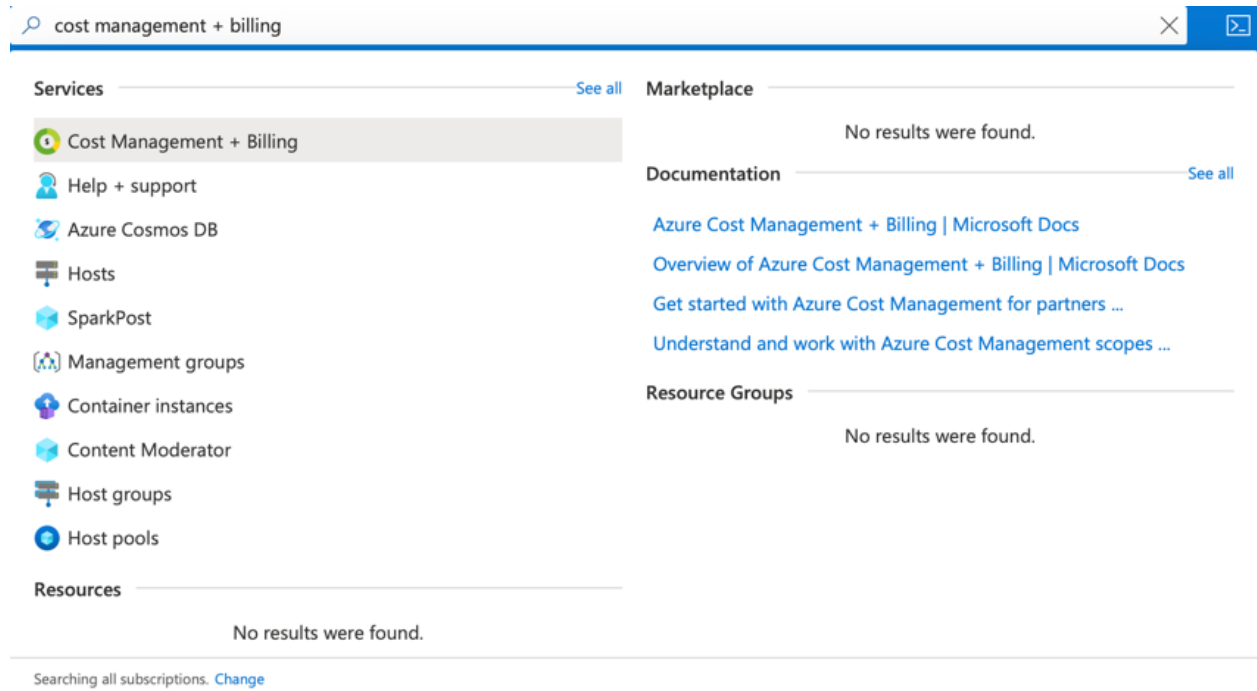 cost management + billing
Services
See all
Cost Management + Billing
Help + support
Azure Cosmos DB
Hosts
SparkPost
Management groups
Container instances
Content Moderator
Host groups
Host pools
Resources
No results were found.
Marketplace
No results were found.
Documentation
See all
Azure Cost Management + Billing | Microsoft Docs
Overview of Azure Cost Management + Billing | Microsoft Docs
Get started with Azure Cost Management for partners ...
Understand and work with Azure Cost Management scopes ...
Resource Groups
No results were found.
Searching all subscriptions. Change